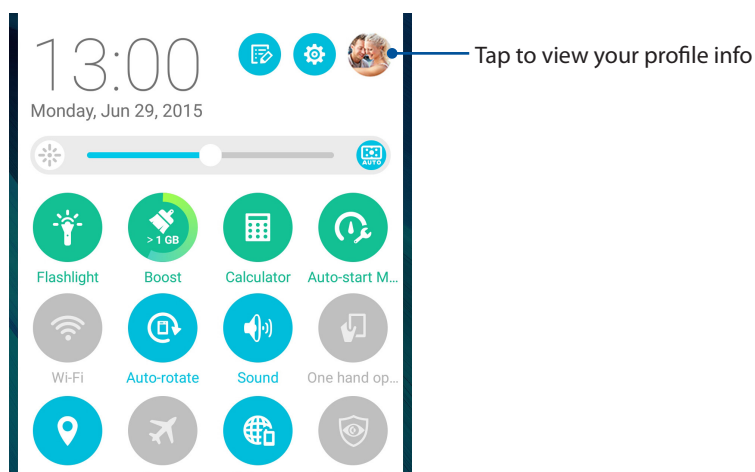 13:00
Tap to view your profile info
Monday, Jun 29, 2015
AUTO
> 1 GB
Flashlight Boost Calculator Auto-start M...
Wi-Fi Auto-rotate Sound One hand op...